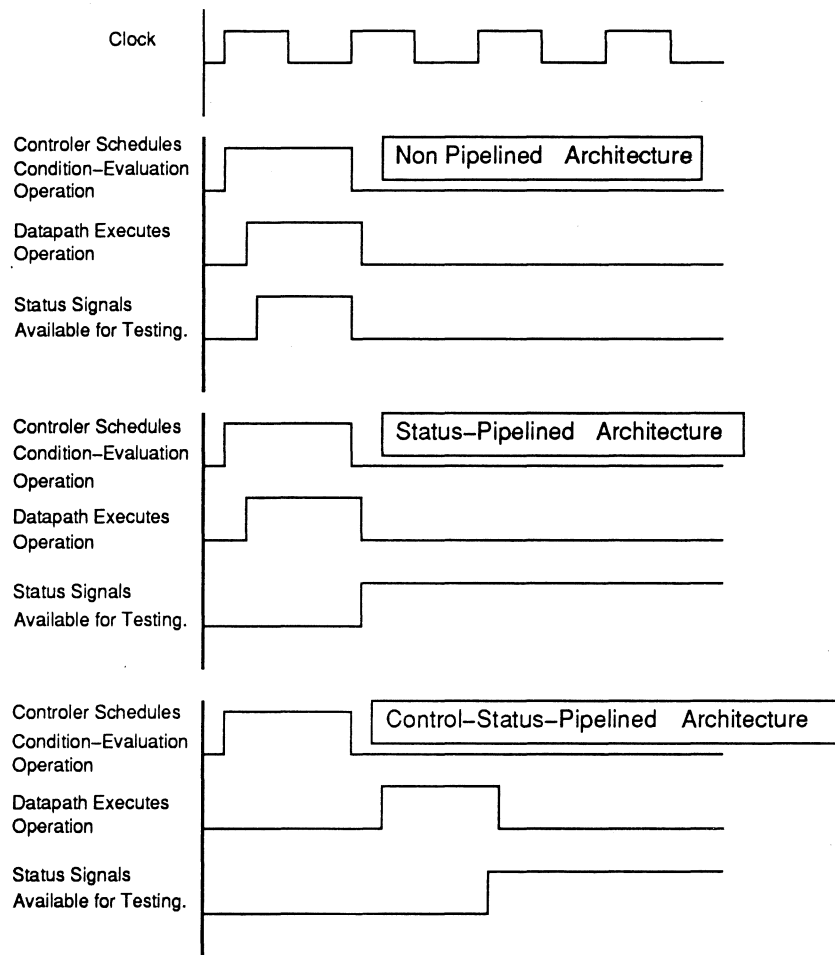 Clock
Controler Schedules
Condition–Evaluation
Operation
Non Pipelined Architecture
Datapath Executes
Operation
Status Signals
Available for Testing.
Controler Schedules
Condition–Evaluation
Operation
Status–Pipelined Architecture
Datapath Executes
Operation
Status Signals
Available for Testing.
Controler Schedules
Condition–Evaluation
Operation
Control–Status–Pipelined Architecture
Datapath Executes
Operation
Status Signals
Available for Testing.